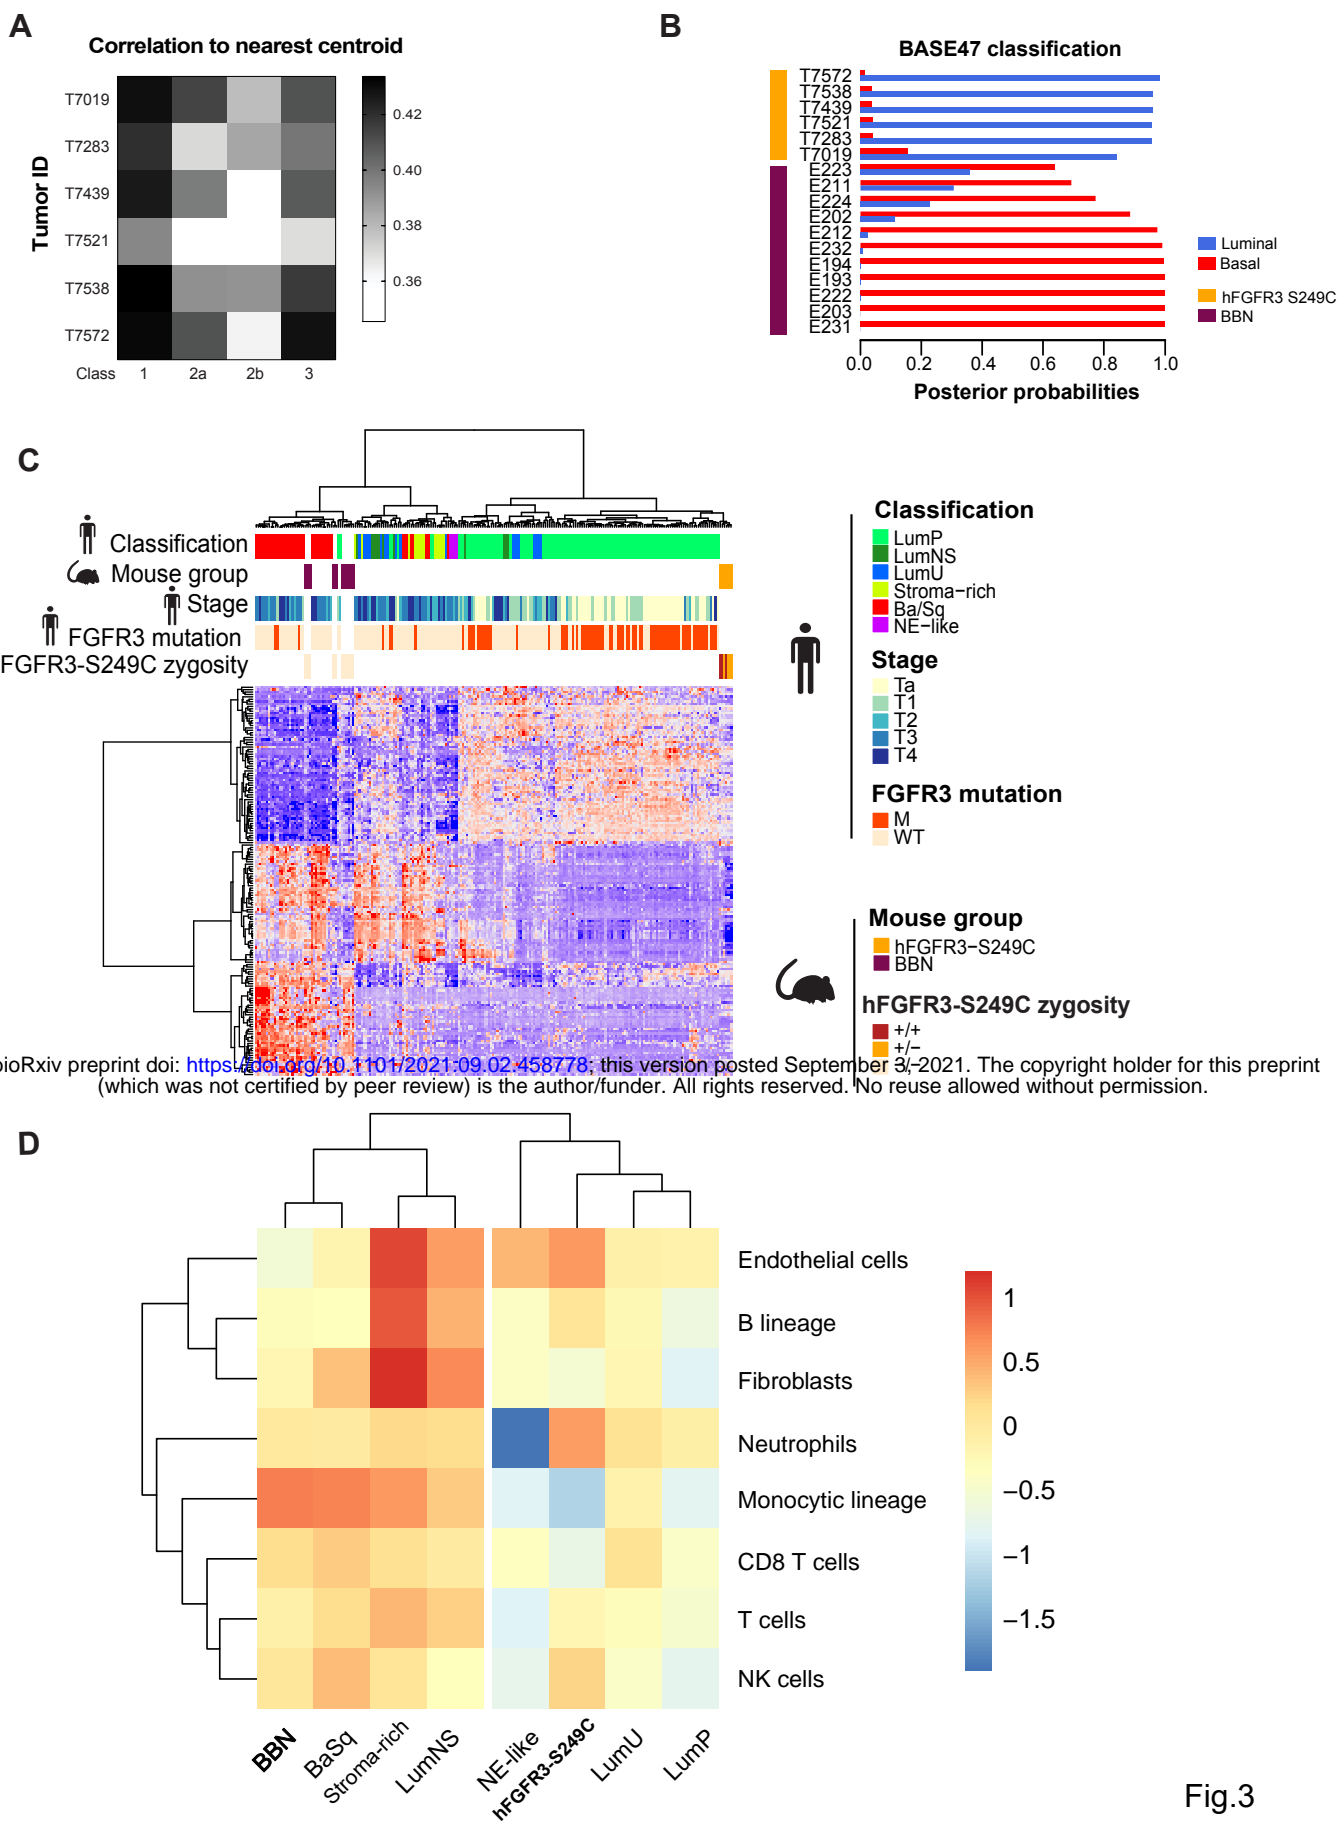 A
Correlation to nearest centroid
Tumor ID
T7019
T7283
T7439
T7521
T7538
T7572
Class 1 2a 2b 3
0.42
0.40
0.38
0.36
B
BASE47 classification
T7572
T7538
T7439
T7521
T7283
T7019
E223
E211
E224
E202
E212
E232
E194
E193
E222
E203
E231
0.0 0.2 0.4 0.6 0.8 1.0
Posterior probabilities
Luminal
Basal
hFGFR3 S249C
BBN
C
Classification
Mouse group
Stage
FGFR3 mutation
FGFR3-S249C zygosity
Classification
LumP
LumNS
LumU
Stroma−rich
Ba/Sq
NE−like
Stage
Ta
T1
T2
T3
T4
FGFR3 mutation
M
WT
Mouse group
hFGFR3−S249C
BBN
hFGFR3-S249C zygosity
+/+
+/−
-/-
bioRxiv preprint doi: https://doi.org/10.1101/2021.09.02.458778; this version posted September 3, 2021. The copyright holder for this preprint
(which was not certified by peer review) is the author/funder. All rights reserved. No reuse allowed without permission.
D
Endothelial cells
B lineage
Fibroblasts
Neutrophils
Monocytic lineage
CD8 T cells
T cells
NK cells
BBN
BaSq
Stroma-rich
LumNS
NE-like
hFGFR3-S249C
LumU
LumP
1
0.5
0
−0.5
−1
−1.5
Fig.3